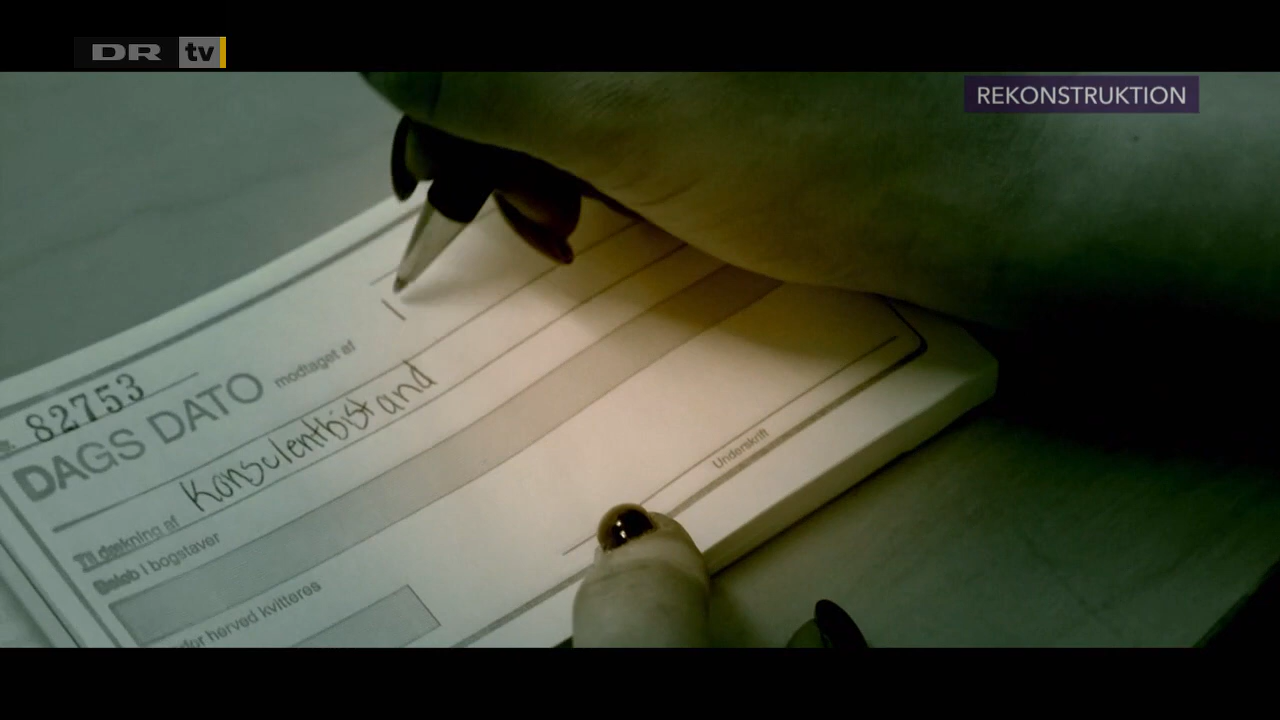 DR tv
REKONSTRUKTION
82753
DAGS DATO modtaget af
Til dækning af Konsulentbistand
Beløb i bogstaver
for herved kvitteres
Underskrift